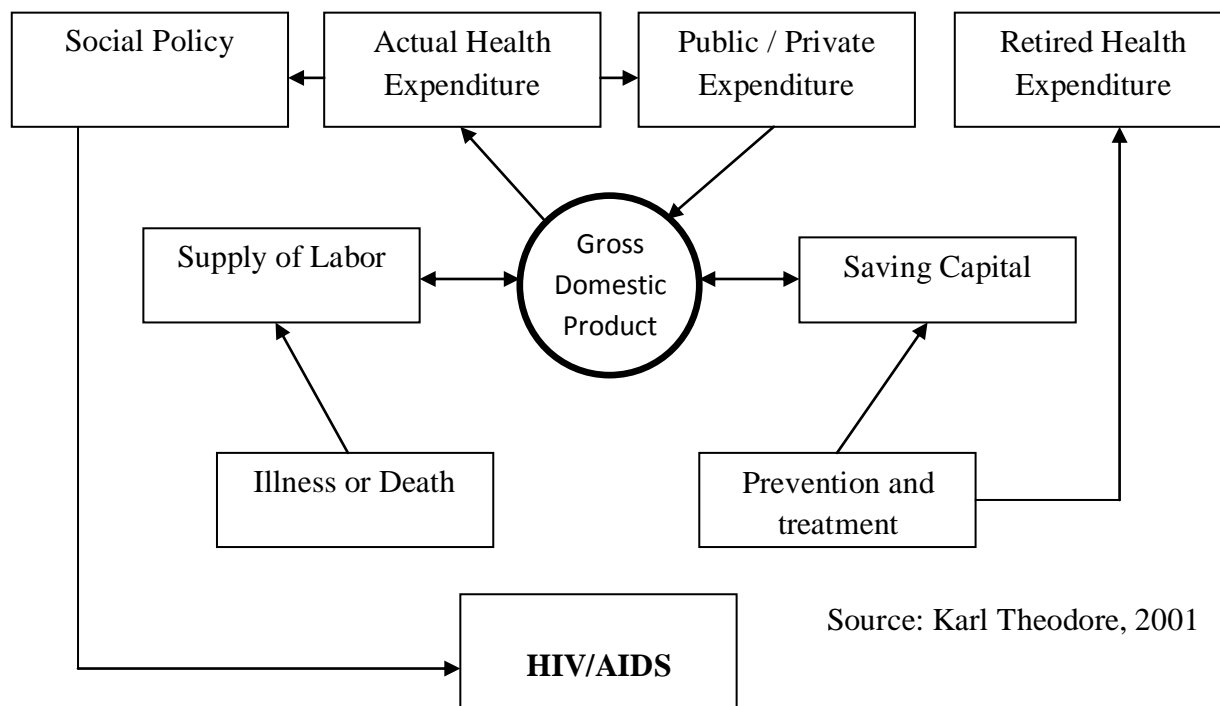 Social Policy
Actual Health
Expenditure
Public / Private
Expenditure
Retired Health
Expenditure
Supply of Labor
Gross
Domestic
Product
Saving Capital
Illness or Death
Prevention and
treatment
Source: Karl Theodore, 2001
HIV/AIDS